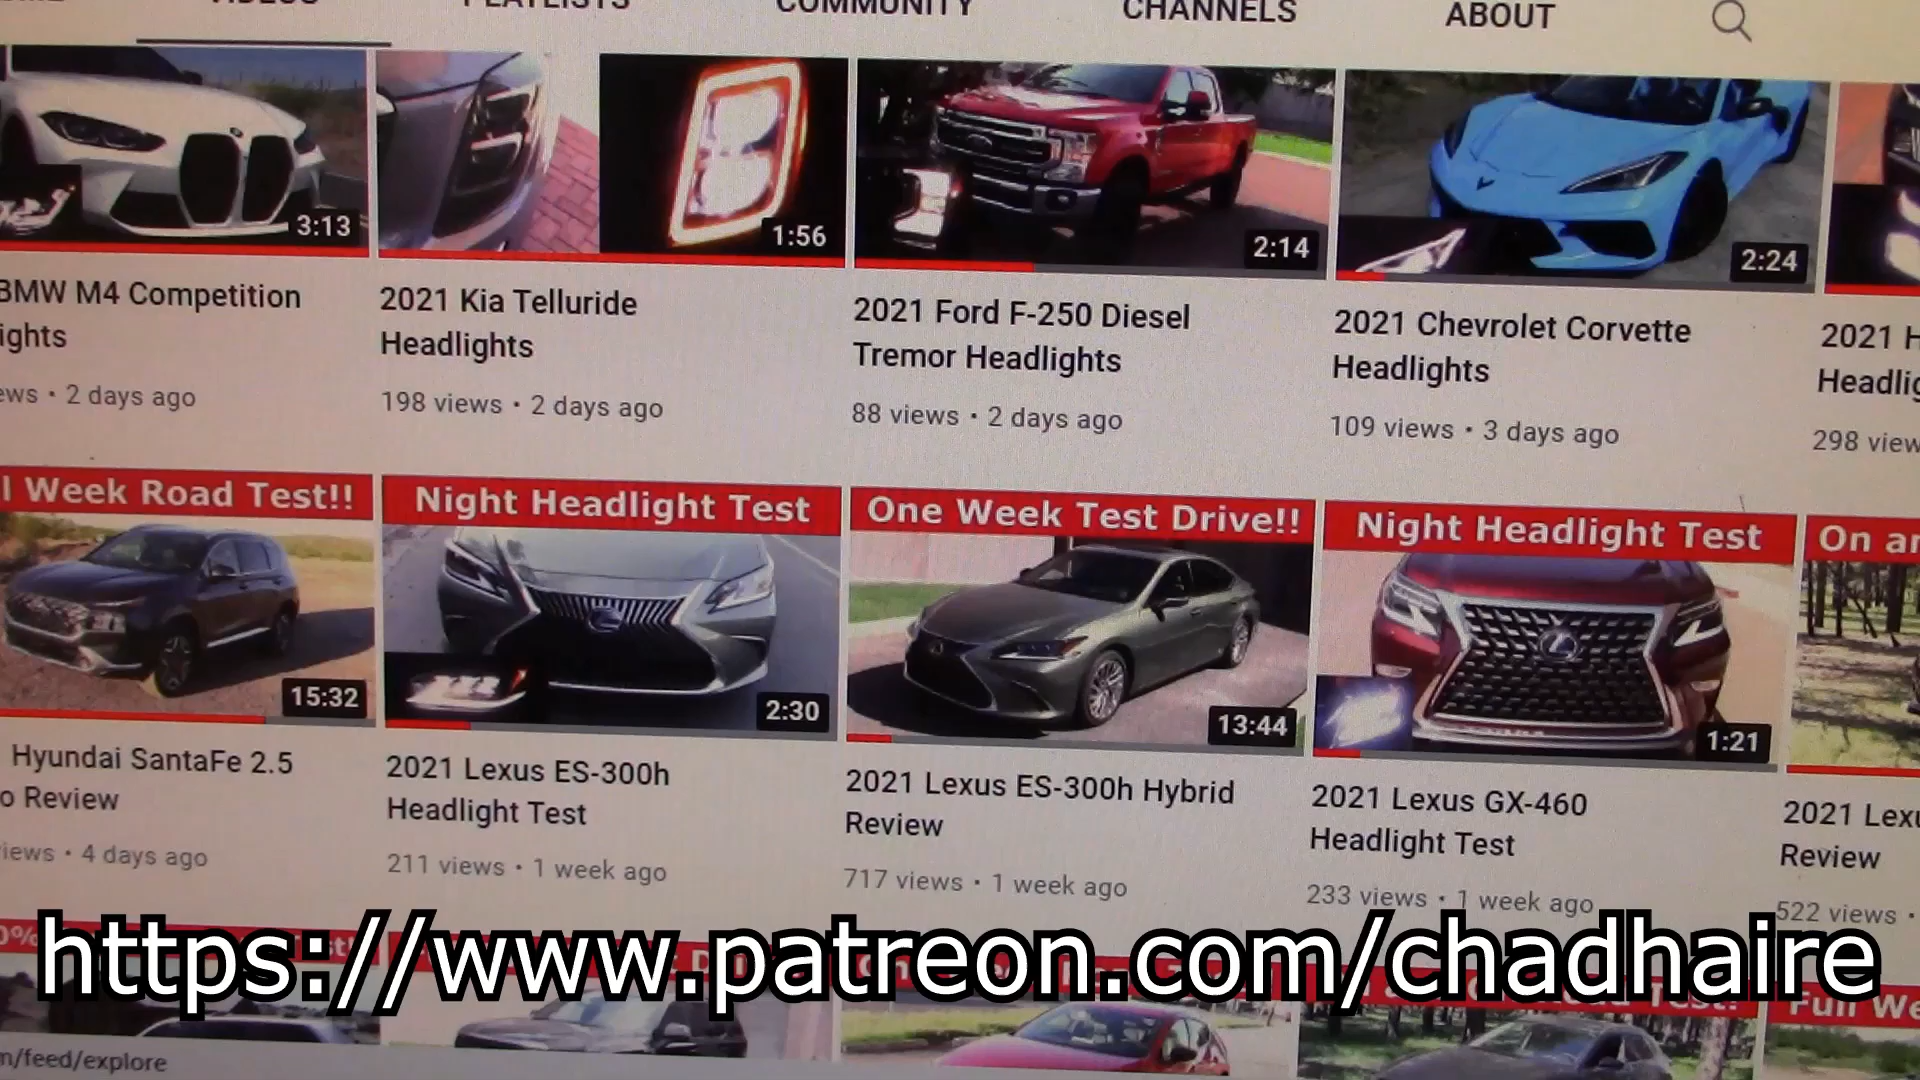 VIDEOS PLAYLISTS COMMUNITY CHANNELS ABOUT
3:13 1:56 2:14 2:24
BMW M4 Competition
ights
ews • 2 days ago
2021 Kia Telluride
Headlights
198 views • 2 days ago
2021 Ford F-250 Diesel
Tremor Headlights
88 views • 2 days ago
2021 Chevrolet Corvette
Headlights
109 views • 3 days ago
2021 H
Headlig
298 view
l Week Road Test!!
15:32
Hyundai SantaFe 2.5
o Review
iews • 4 days ago
Night Headlight Test
2:30
2021 Lexus ES-300h
Headlight Test
211 views • 1 week ago
One Week Test Drive!!
13:44
2021 Lexus ES-300h Hybrid
Review
717 views • 1 week ago
Night Headlight Test
1:21
2021 Lexus GX-460
Headlight Test
233 views • 1 week ago
On an
2021 Lexu
Review
522 views •
https://www.patreon.com/chadhaire
Full We
n/feed/explore